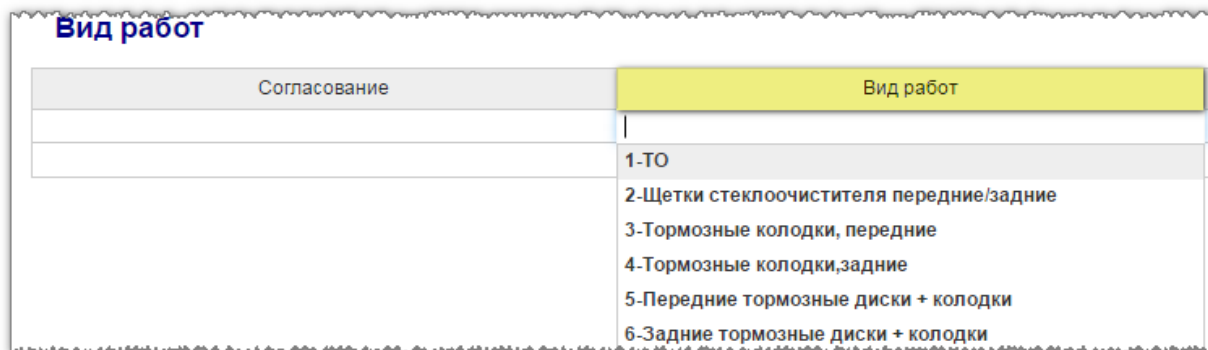 Вид работ
Согласование
Вид работ
1-ТО
2-Щетки стеклоочистителя передние/задние
3-Тормозные колодки, передние
4-Тормозные колодки,задние
5-Передние тормозные диски + колодки
6-Задние тормозные диски + колодки